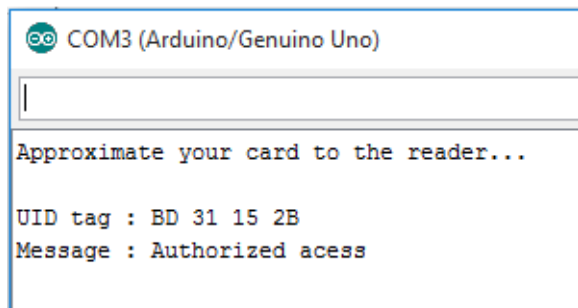 COM3 (Arduino/Genuino Uno)
Approximate your card to the reader...
UID tag : BD 31 15 2B
Message : Authorized acess